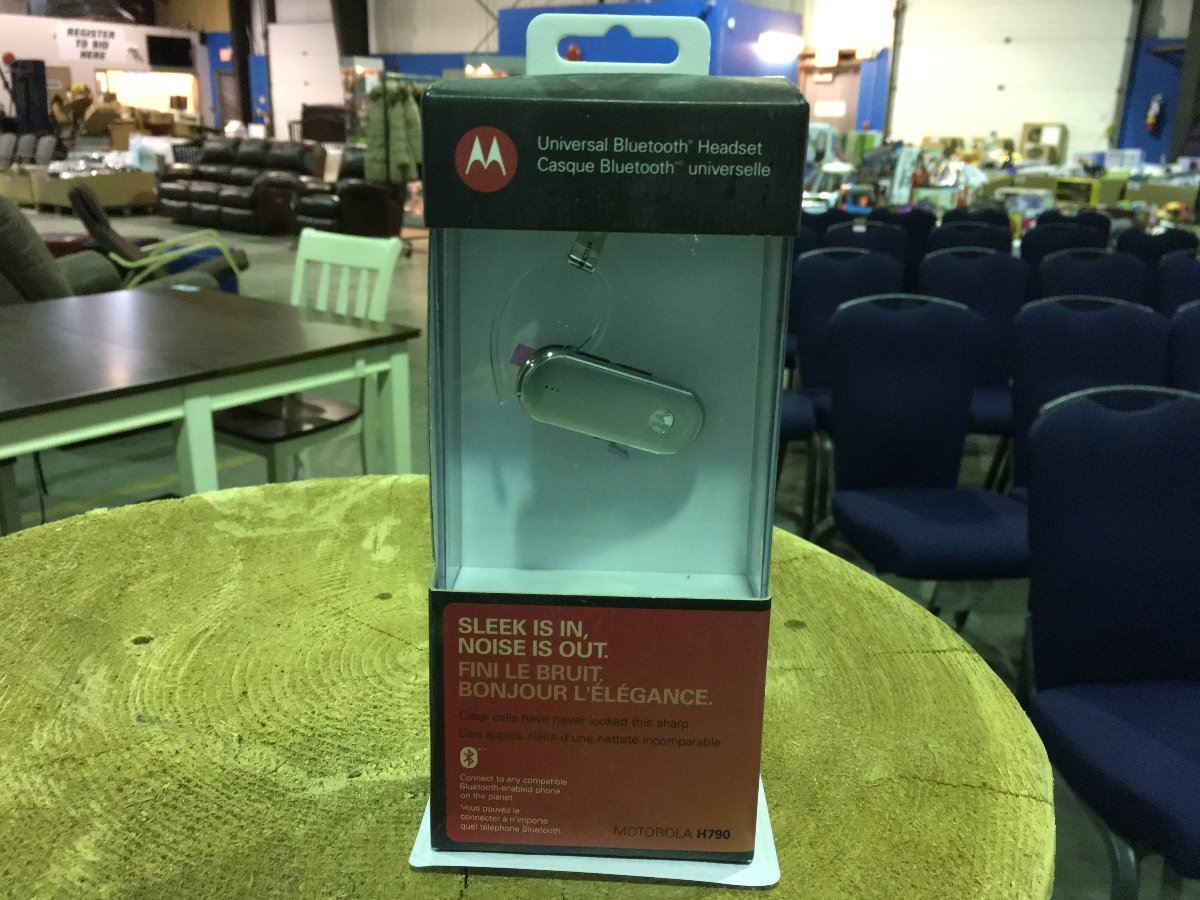 REGISTER
TO BID
HERE
Universal Bluetooth® Headset
Casque Bluetooth universelle
SLEEK IS IN,
NOISE IS OUT.
FINI LE BRUIT,
BONJOUR L'ÉLÉGANCE.
Clear calls have never looked this sharp
Des appels clairs d'une netteté incomparable
Connect to any compatible
Bluetooth-enabled phone
on the planet.
Vous pouvez la
connecter à n'importe
quel téléphone Bluetooth.
MOTOROLA H790